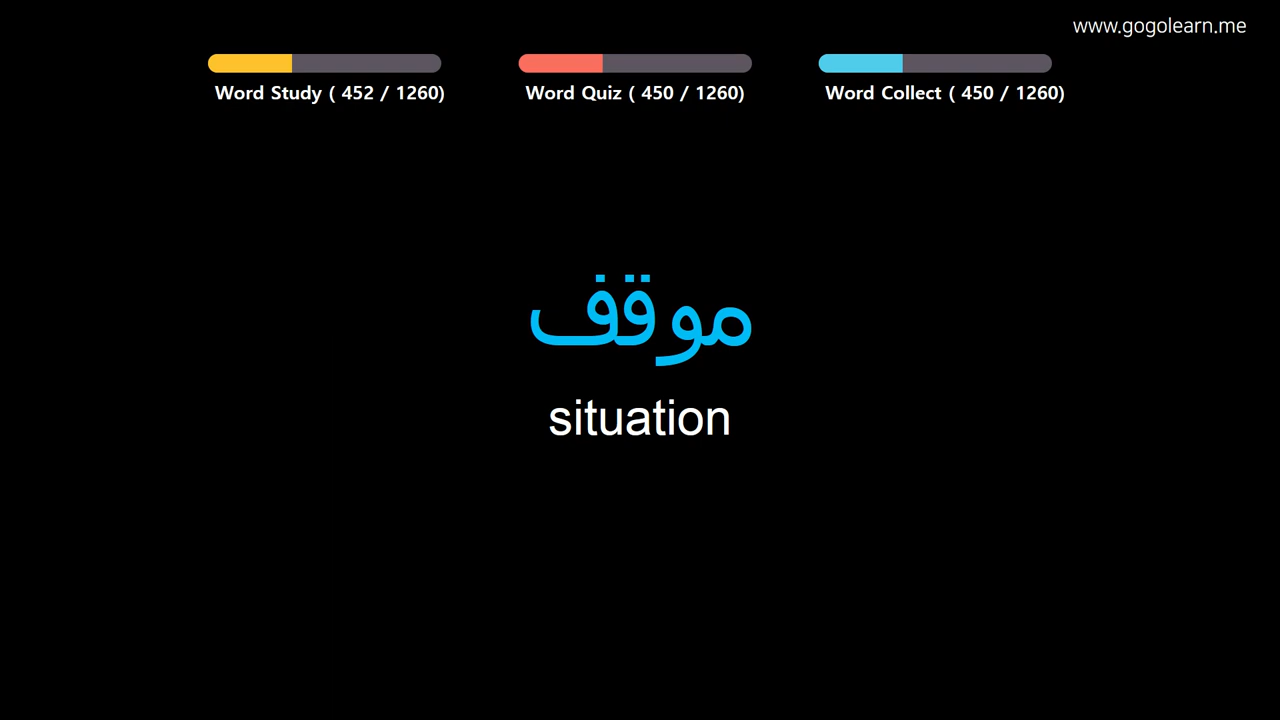 www.gogolearn.me
Word Study ( 452 / 1260)
Word Quiz ( 450 / 1260)
Word Collect ( 450 / 1260)
موقف
situation